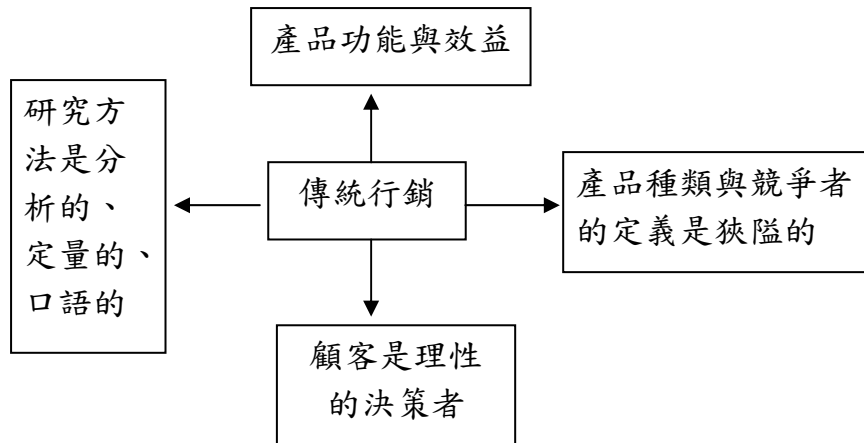 產品功能與效益
研究方
法是分
析的、
定量的、
口語的
傳統行銷
產品種類與競爭者
的定義是狹隘的
顧客是理性
的決策者